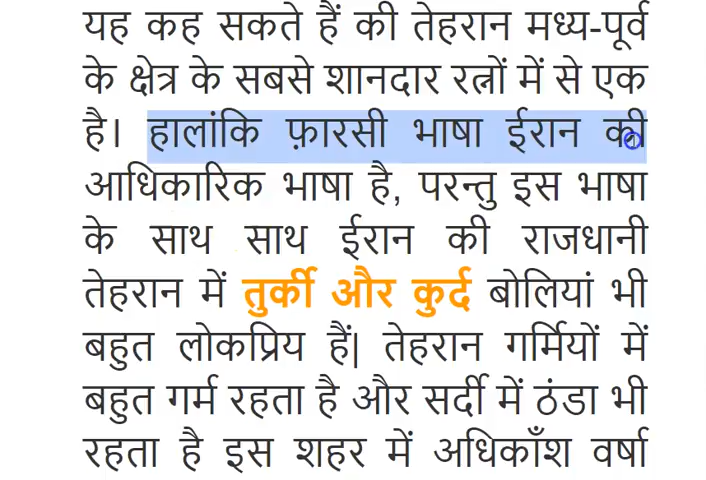 यह कह सकते हैं की तेहरान मध्य-पूर्व
के क्षेत्र के सबसे शानदार रत्नों में से एक
है। हालांकि फ़ारसी भाषा ईरान की
आधिकारिक भाषा है, परन्तु इस भाषा
के साथ साथ ईरान की राजधानी
तेहरान में तुर्की और कुर्द बोलियां भी
बहुत लोकप्रिय हैं| तेहरान गर्मियों में
बहुत गर्म रहता है और सर्दी में ठंडा भी
रहता है इस शहर में अधिकाँश वर्षा